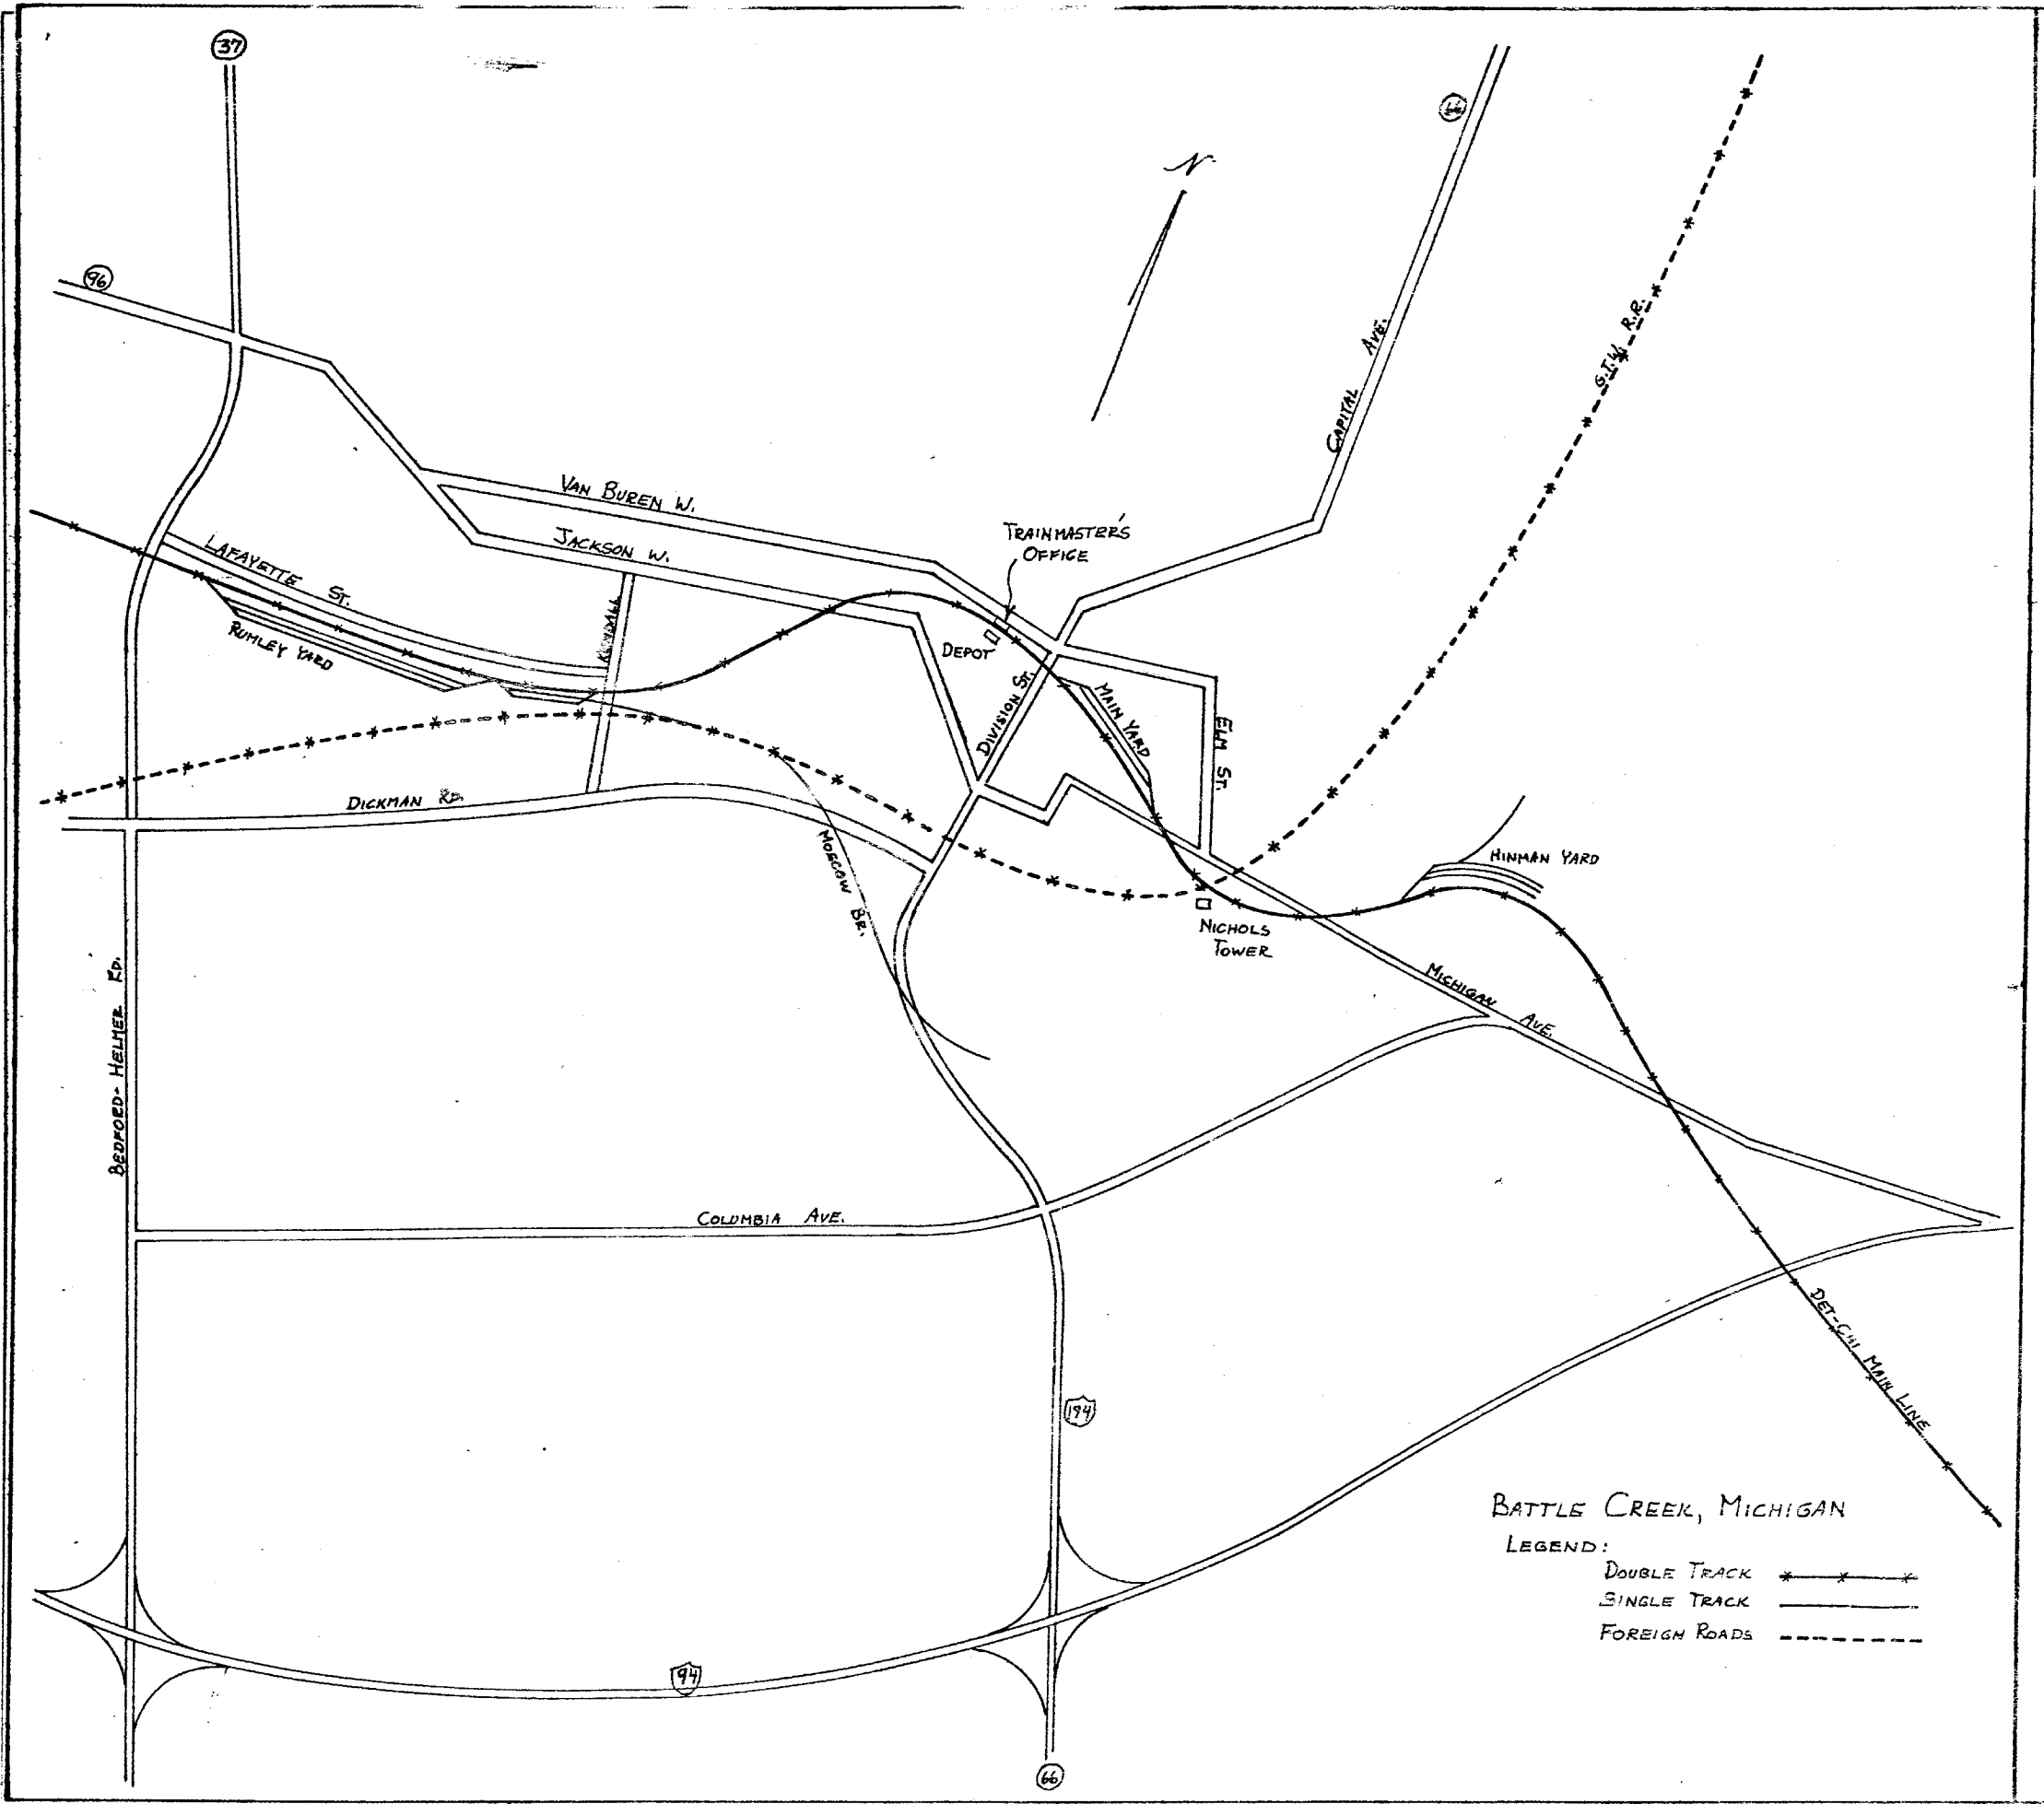 37
N
66
96
G.T.W. R.R.
CAPITAL AVE.
VAN BUREN W.
JACKSON W.
TRAINMASTER'S
OFFICE
LAFAYETTE ST.
KENDALL
RUMLEY YARD
DEPOT
DIVISION ST.
MAIN YARD
ELM ST.
DICKMAN RD.
MOSCOW BR.
HINMAN YARD
NICHOLS
TOWER
MICHIGAN AVE.
BEDFORD-HELMER RD.
COLUMBIA AVE.
DET-CHI MAIN LINE
194
94
66
BATTLE CREEK, MICHIGAN
LEGEND:
DOUBLE TRACK
SINGLE TRACK
FOREIGN ROADS